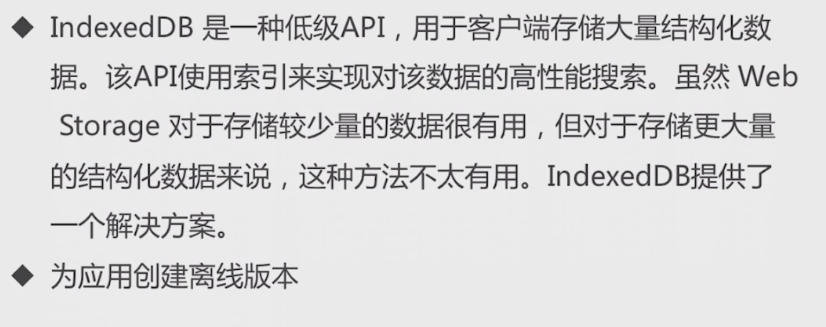 ◆ IndexedDB 是一种低级API，用于客户端存储大量结构化数
据。该API使用索引来实现对该数据的高性能搜索。虽然 Web
Storage 对于存储较少量的数据很有用，但对于存储更大量
的结构化数据来说，这种方法不太有用。IndexedDB提供了
一个解决方案。
◆ 为应用创建离线版本